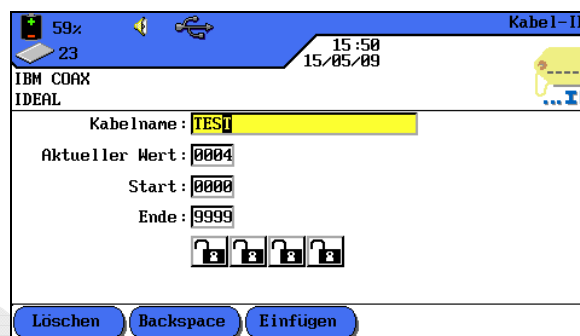 59% Kabel-I
23 15:50
15/05/09
IBM COAX
IDEAL
...I
Kabelname: TEST
Aktueller Wert: 0004
Start: 0000
Ende: 9999
Löschen Backspace Einfügen